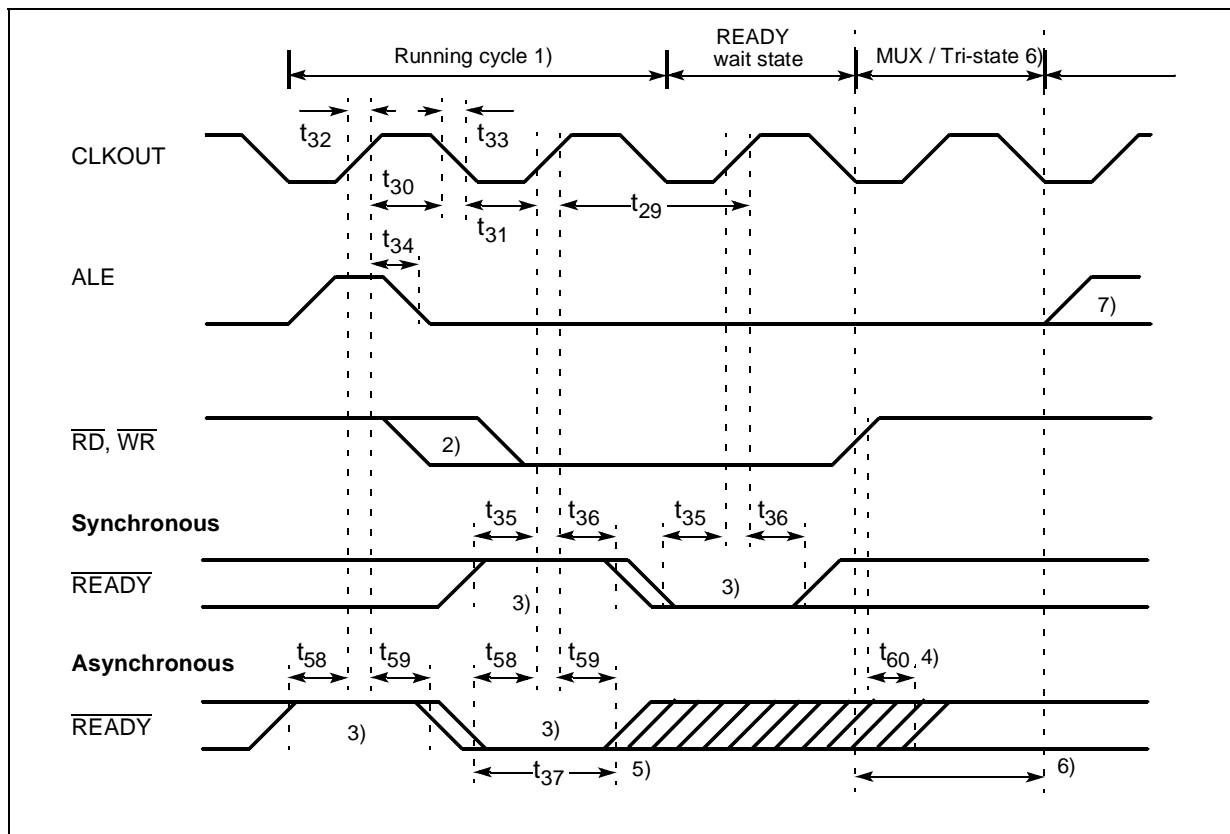 Running cycle 1)
READY
wait state
MUX / Tri-state 6)
CLKOUT
t32
t33
t30
t31
t29
ALE
t34
7)
RD, WR
2)
Synchronous
t35
t36
t35
t36
READY
3)
3)
Asynchronous
t58
t59
t58
t59
t60
4)
READY
3)
3)
t37
5)
6)